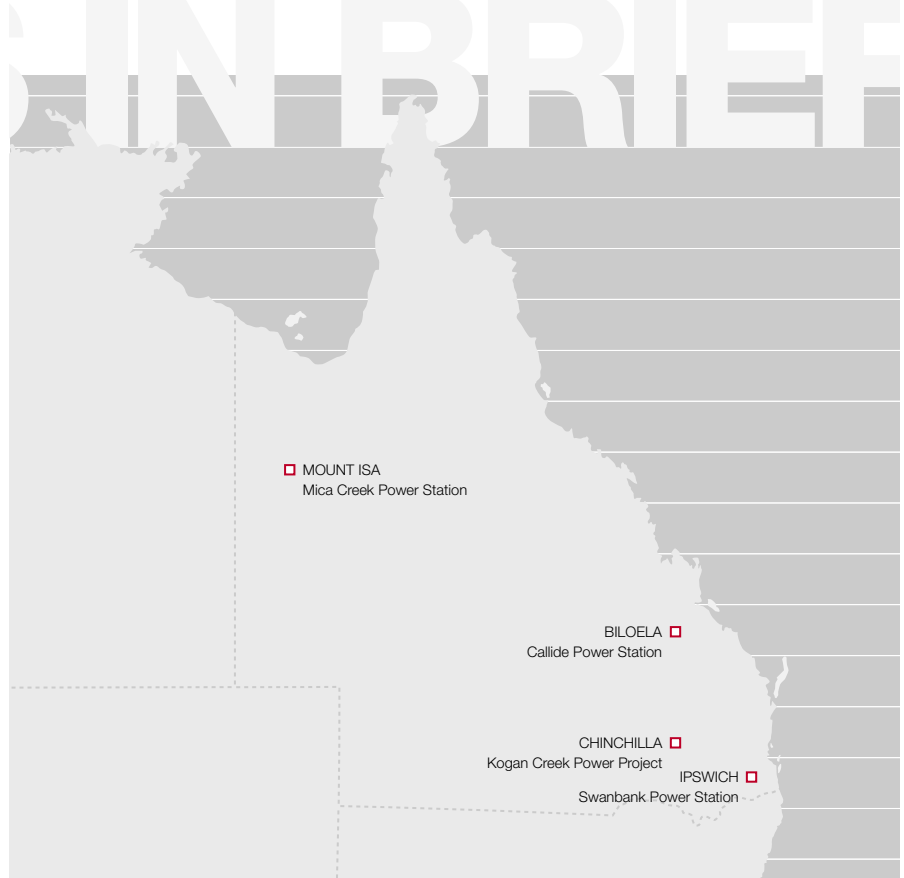 S IN BRIEF
MOUNT ISA
Mica Creek Power Station
BILOELA
Callide Power Station
CHINCHILLA
Kogan Creek Power Project
IPSWICH
Swanbank Power Station